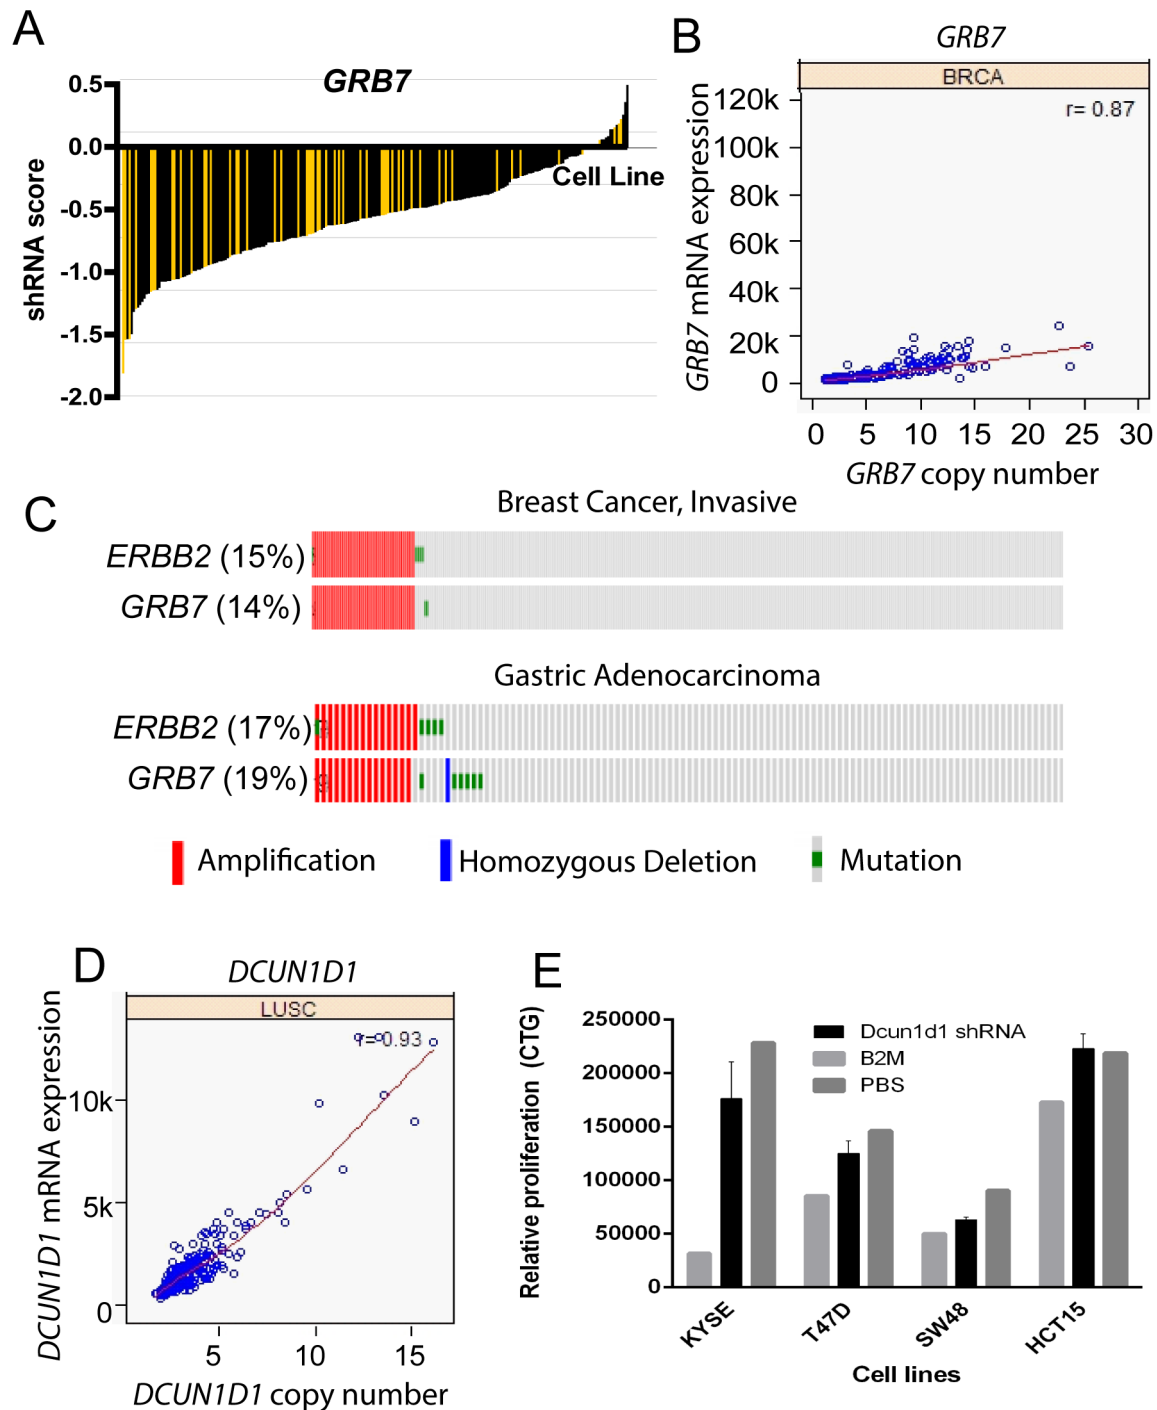 A
GRB7
0.5
0.0
-0.5
-1.0
-1.5
-2.0
shRNA score
Cell Line
B
GRB7
BRCA
r= 0.87
120k
100k
80k
60k
40k
20k
0
GRB7 mRNA expression
0 5 10 15 20 25 30
GRB7 copy number
C
Breast Cancer, Invasive
ERBB2 (15%)
GRB7 (14%)
Gastric Adenocarcinoma
ERBB2 (17%)
GRB7 (19%)
Amplification
Homozygous Deletion
Mutation
D
DCUN1D1
LUSC
r= 0.93
10k
5k
0
DCUN1D1 mRNA expression
5 10 15
DCUN1D1 copy number
E
Dcun1d1 shRNA
B2M
PBS
250000
200000
150000
100000
50000
0
Relative proliferation (CTG)
KYSE T47D SW48 HCT15
Cell lines